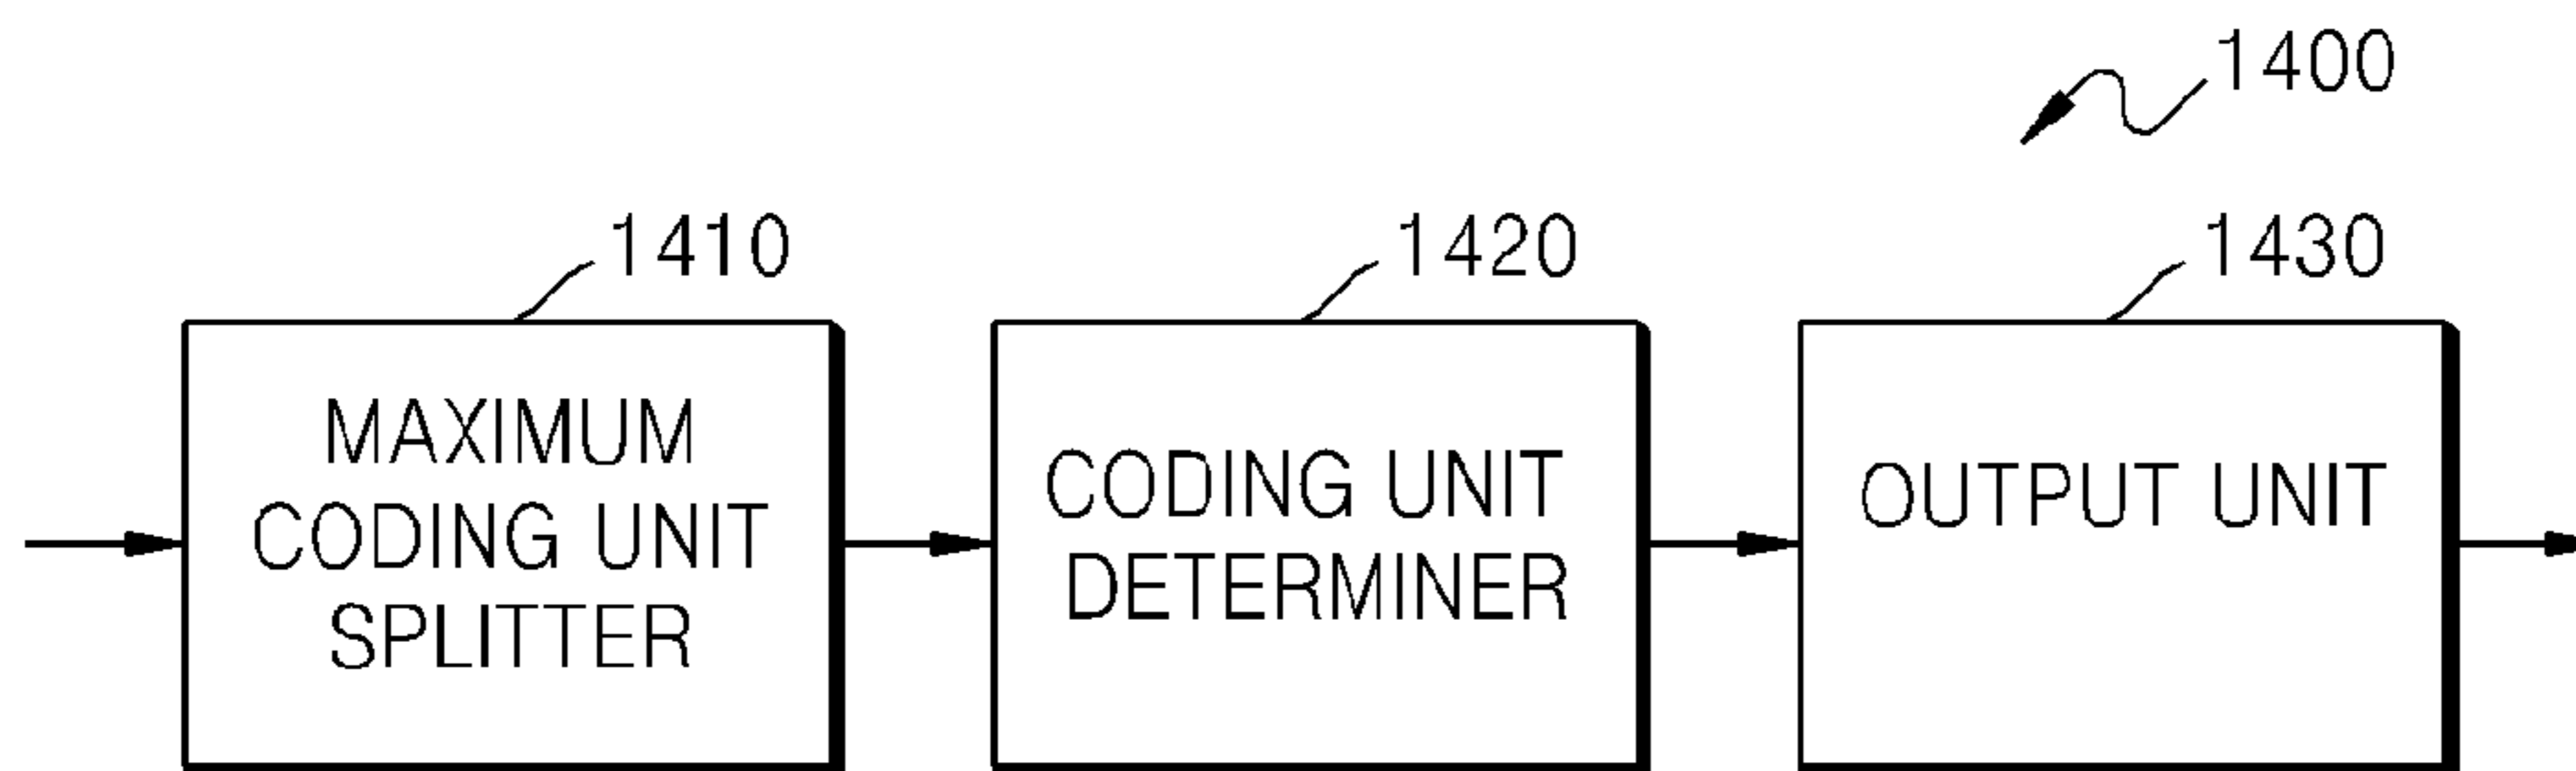 1400
1410
1420
1430
MAXIMUM
CODING UNIT
SPLITTER
CODING UNIT
DETERMINER
OUTPUT UNIT